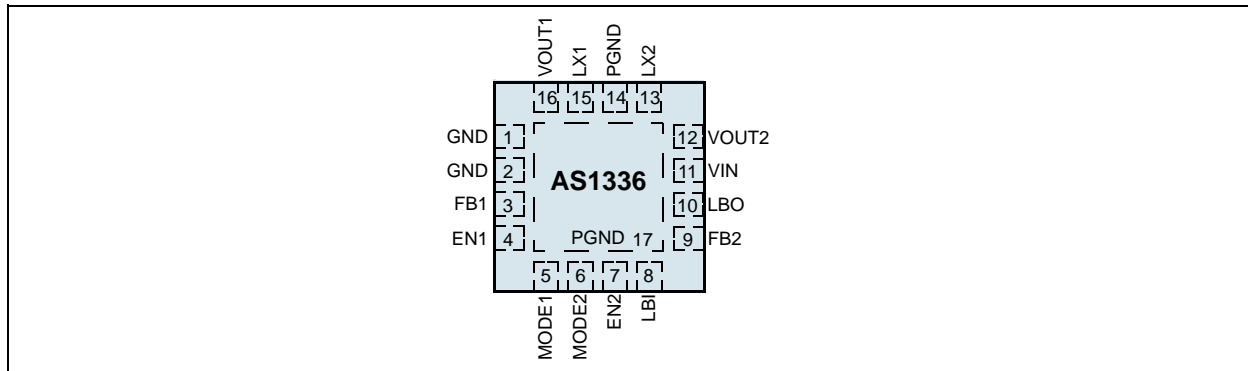 VOUT1 LX1 PGND LX2
16 15 14 13
GND 1 12 VOUT2
GND 2 11 VIN
AS1336
FB1 3 10 LBO
EN1 4 PGND 17 9 FB2
5 6 7 8
MODE1 MODE2 EN2 LBI